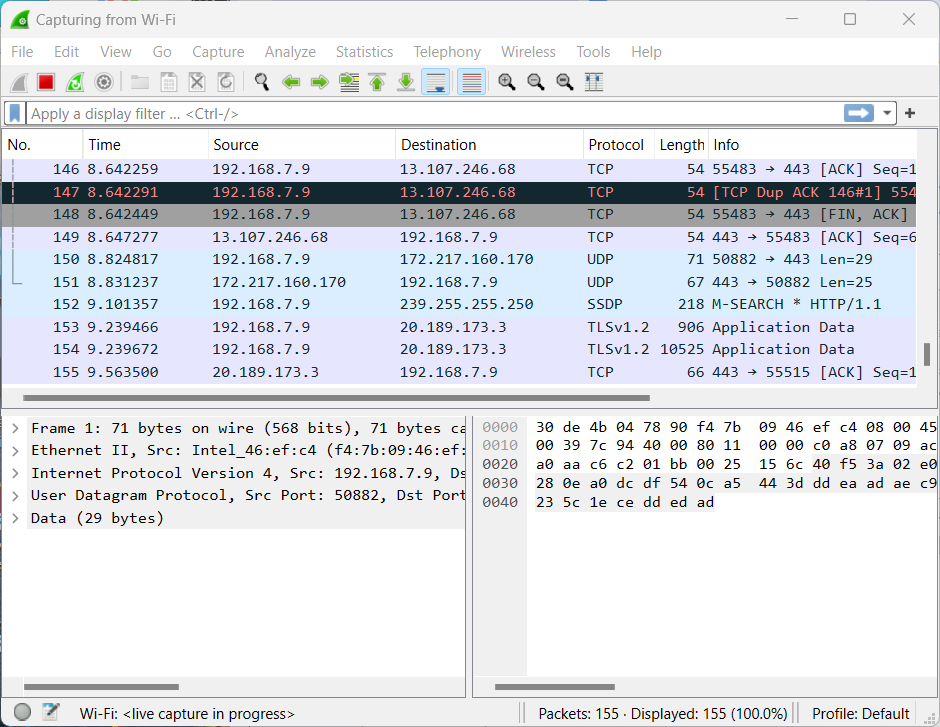 Capturing from Wi-Fi
File Edit View Go Capture Analyze Statistics Telephony Wireless Tools Help
Apply a display filter ... <Ctrl-/>
No. Time Source Destination Protocol Length Info
146 8.642259 192.168.7.9 13.107.246.68 TCP 54 55483 → 443 [ACK] Seq=1
147 8.642291 192.168.7.9 13.107.246.68 TCP 54 [TCP Dup ACK 146#1] 554
148 8.642449 192.168.7.9 13.107.246.68 TCP 54 55483 → 443 [FIN, ACK]
149 8.647277 13.107.246.68 192.168.7.9 TCP 54 443 → 55483 [ACK] Seq=6
150 8.824817 192.168.7.9 172.217.160.170 UDP 71 50882 → 443 Len=29
151 8.831237 172.217.160.170 192.168.7.9 UDP 67 443 → 50882 Len=25
152 9.101357 192.168.7.9 239.255.255.250 SSDP 218 M-SEARCH * HTTP/1.1
153 9.239466 192.168.7.9 20.189.173.3 TLSv1.2 906 Application Data
154 9.239672 192.168.7.9 20.189.173.3 TLSv1.2 10525 Application Data
155 9.563500 20.189.173.3 192.168.7.9 TCP 66 443 → 55515 [ACK] Seq=1
Frame 1: 71 bytes on wire (568 bits), 71 bytes ca
Ethernet II, Src: Intel_46:ef:c4 (f4:7b:09:46:ef:
Internet Protocol Version 4, Src: 192.168.7.9, Ds
User Datagram Protocol, Src Port: 50882, Dst Port
Data (29 bytes)
0000 30 de 4b 04 78 90 f4 7b 09 46 ef c4 08 00 45
0010 00 39 7c 94 40 00 80 11 00 00 c0 a8 07 09 ac
0020 a0 aa c6 c2 01 bb 00 25 15 6c 40 f5 3a 02 e0
0030 28 0e a0 dc df 54 0c a5 44 3d dd ea ad ae c9
0040 23 5c 1e ce dd ed ad
Wi-Fi: <live capture in progress>
Packets: 155 · Displayed: 155 (100.0%)
Profile: Default